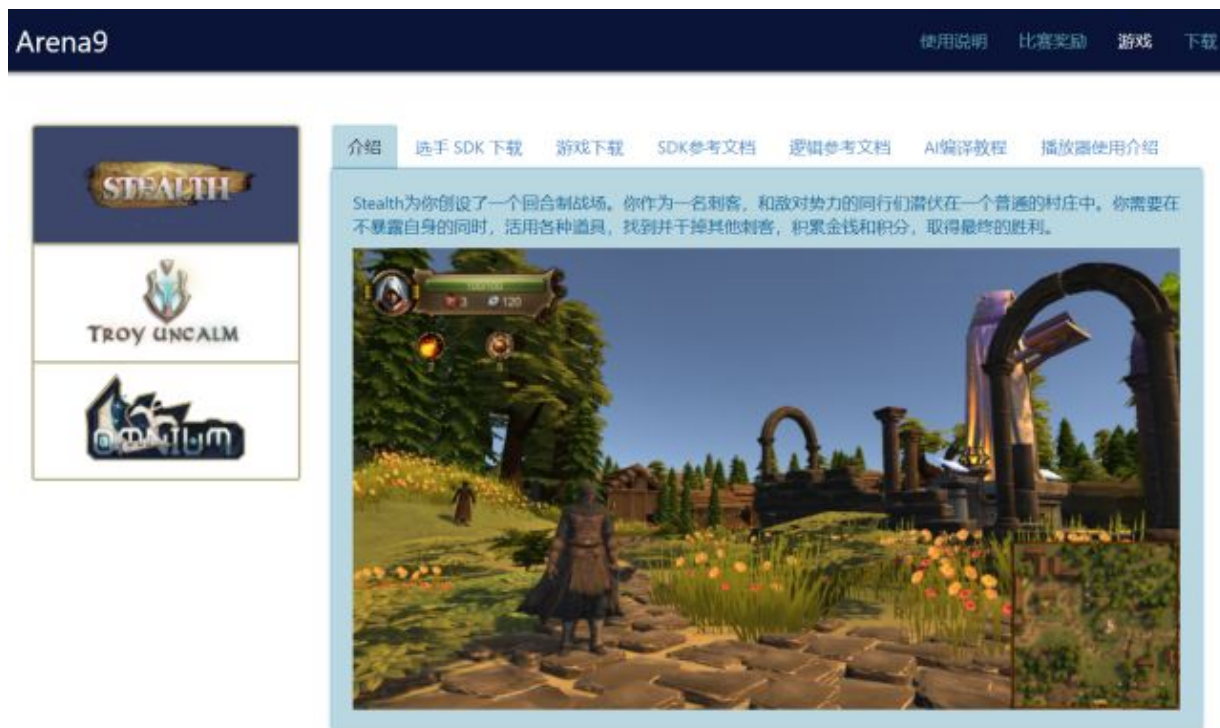 Arena9
使用说明 比赛奖励 游戏 下载
STEALTH
TROY UNCALM
OMNIUM
介绍 选手 SDK 下载 游戏下载 SDK参考文档 逻辑参考文档 AI编译教程 播放器使用介绍
Stealth为你创设了一个回合制战场。你作为一名刺客，和敌对势力的同行们潜伏在一个普通的村庄中。你需要在
不暴露自身的同时，活用各种道具，找到并干掉其他刺客，积累金钱和积分，取得最终的胜利。
100/100
3 120